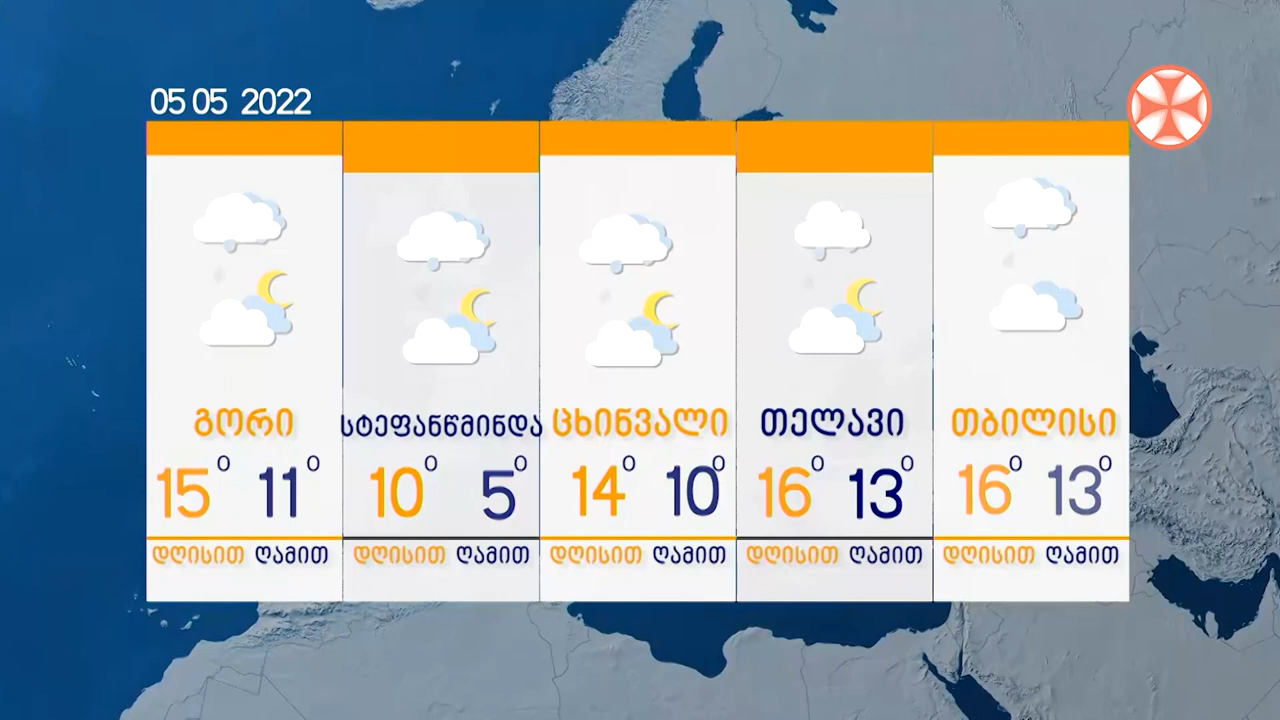 05 05 2022
გორი
15° 11°
დღისით ღამით
სტეფანწმინდა
10° 5°
დღისით ღამით
ცხინვალი
14° 10°
დღისით ღამით
თელავი
16° 13°
დღისით ღამით
თბილისი
16° 13°
დღისით ღამით